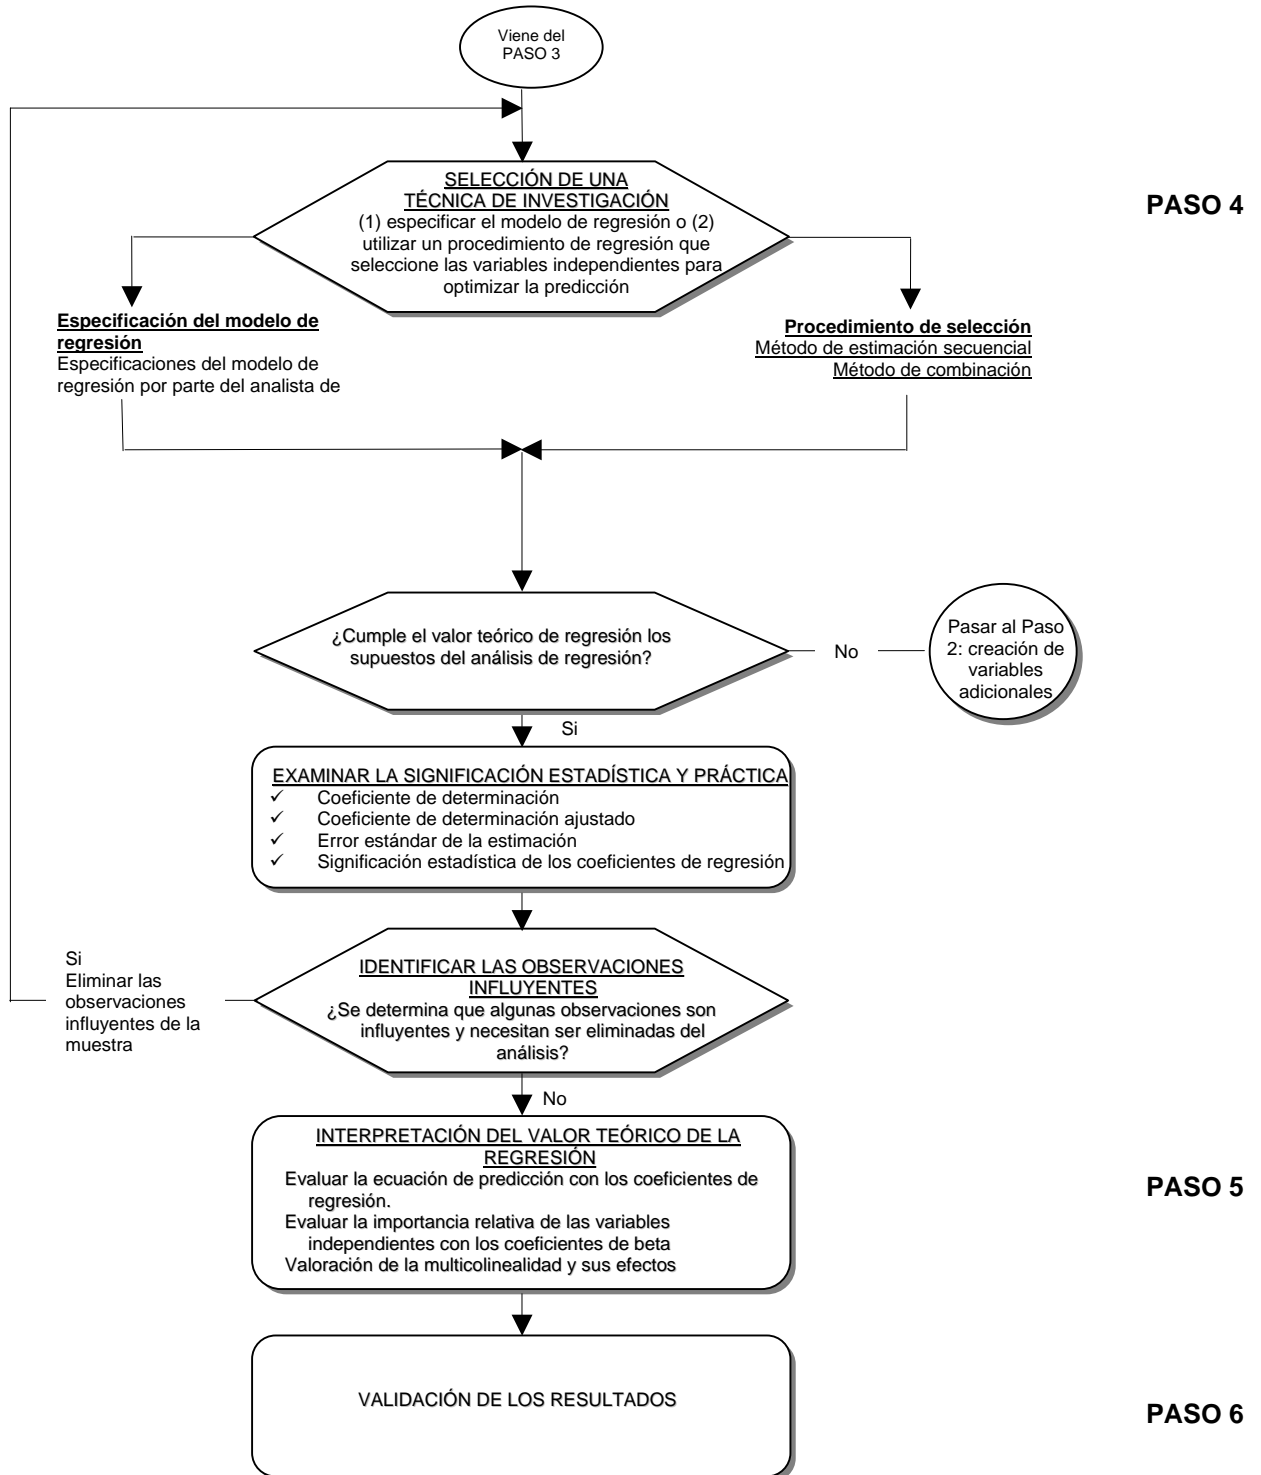 Viene del
PASO 3
SELECCIÓN DE UNA
TÉCNICA DE INVESTIGACIÓN
(1) especificar el modelo de regresión o (2)
utilizar un procedimiento de regresión que
seleccione las variables independientes para
optimizar la predicción
PASO 4
Especificación del modelo de
regresión
Especificaciones del modelo de
regresión por parte del analista de
Procedimiento de selección
Método de estimación secuencial
Método de combinación
¿Cumple el valor teórico de regresión los
supuestos del análisis de regresión?
No
Pasar al Paso
2: creación de
variables
adicionales
Si
EXAMINAR LA SIGNIFICACIÓN ESTADÍSTICA Y PRÁCTICA
✓ Coeficiente de determinación
✓ Coeficiente de determinación ajustado
✓ Error estándar de la estimación
✓ Significación estadística de los coeficientes de regresión
Si
Eliminar las
observaciones
influyentes de la
muestra
IDENTIFICAR LAS OBSERVACIONES
INFLUYENTES
¿Se determina que algunas observaciones son
influyentes y necesitan ser eliminadas del
análisis?
No
INTERPRETACIÓN DEL VALOR TEÓRICO DE LA
REGRESIÓN
Evaluar la ecuación de predicción con los coeficientes de
regresión.
Evaluar la importancia relativa de las variables
independientes con los coeficientes de beta
Valoración de la multicolinealidad y sus efectos
PASO 5
VALIDACIÓN DE LOS RESULTADOS
PASO 6